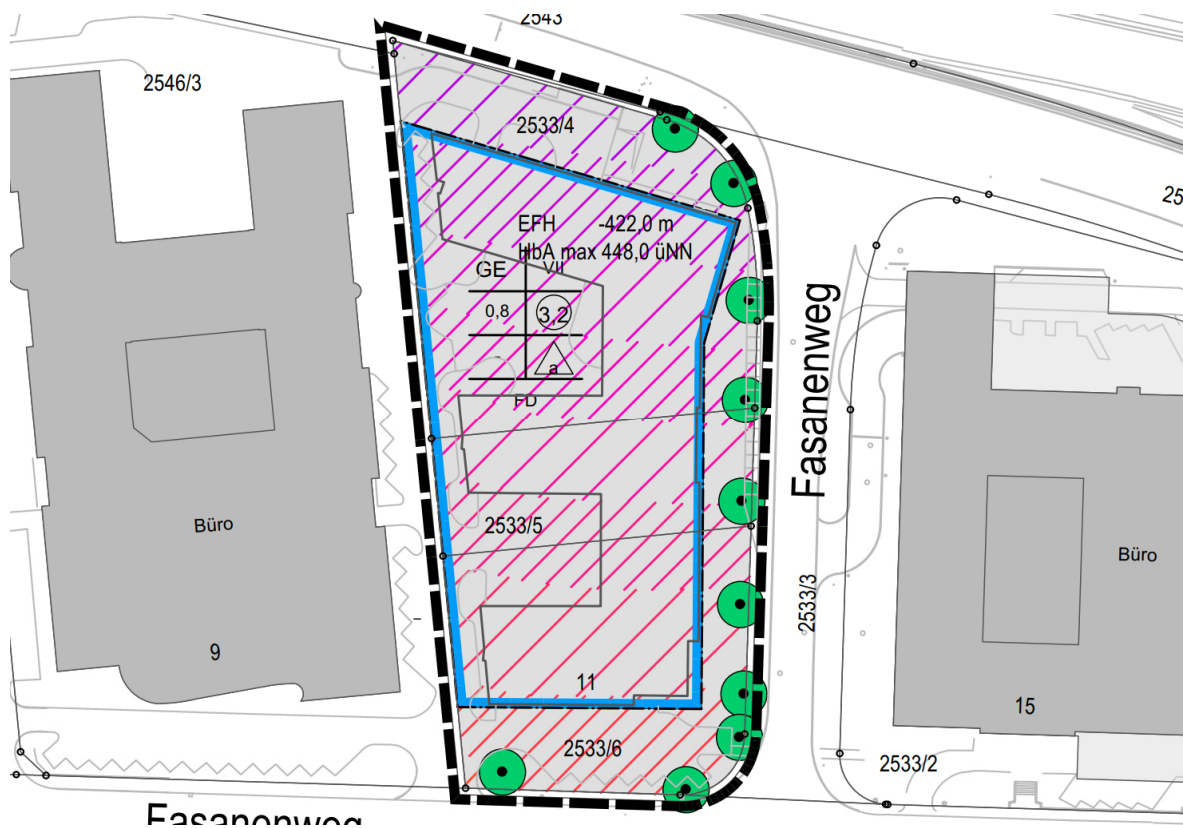 2543
2546/3
2533/4
25
EFH -422,0 m
HbA max 448,0 üNN
GE VII
0,8 3,2
- a
FD
Fasanenweg
Büro
2533/5
Büro
2533/3
9
11
15
2533/6
2533/2
Fasanenweg